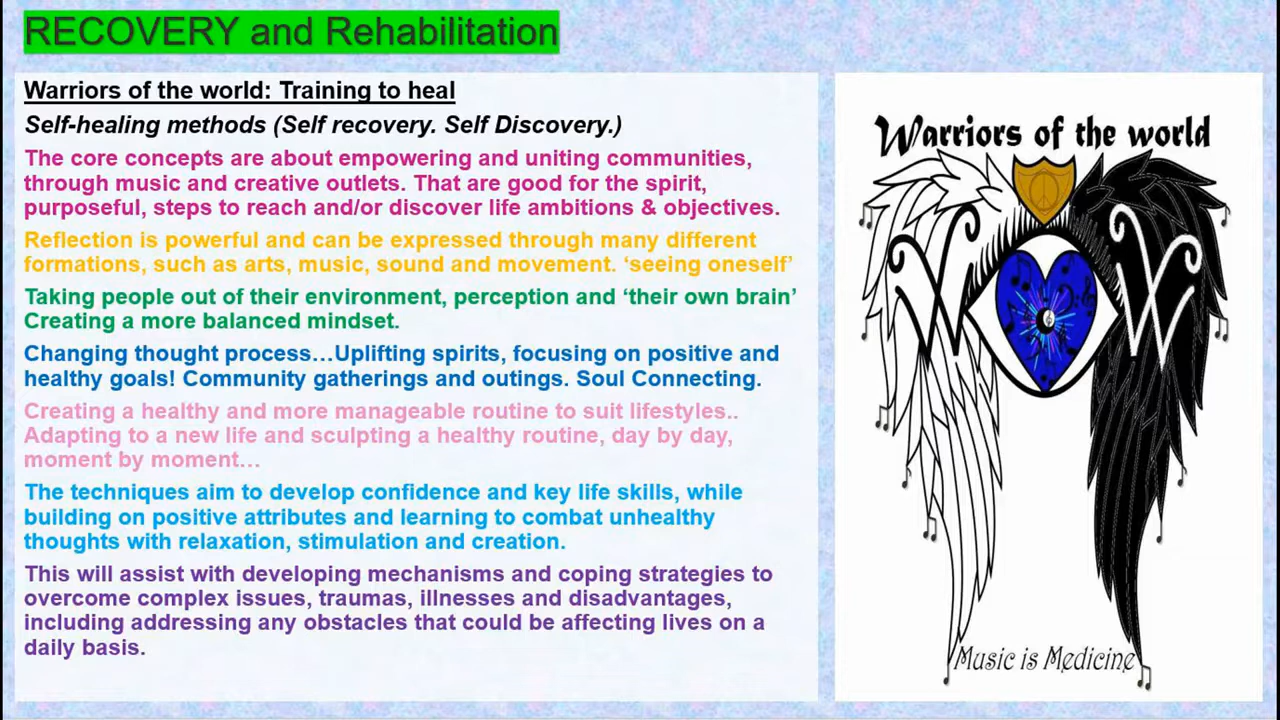 RECOVERY and Rehabilitation
Warriors of the world: Training to heal
Self-healing methods (Self recovery. Self Discovery.)
The core concepts are about empowering and uniting communities,
through music and creative outlets. That are good for the spirit,
purposeful, steps to reach and/or discover life ambitions & objectives.
Reflection is powerful and can be expressed through many different
formations, such as arts, music, sound and movement. ‘seeing oneself’
Taking people out of their environment, perception and ‘their own brain’
Creating a more balanced mindset.
Changing thought process…Uplifting spirits, focusing on positive and
healthy goals! Community gatherings and outings. Soul Connecting.
Creating a healthy and more manageable routine to suit lifestyles..
Adapting to a new life and sculpting a healthy routine, day by day,
moment by moment…
The techniques aim to develop confidence and key life skills, while
building on positive attributes and learning to combat unhealthy
thoughts with relaxation, stimulation and creation.
This will assist with developing mechanisms and coping strategies to
overcome complex issues, traumas, illnesses and disadvantages,
including addressing any obstacles that could be affecting lives on a
daily basis.
Warriors of the world
W W
Music is Medicine